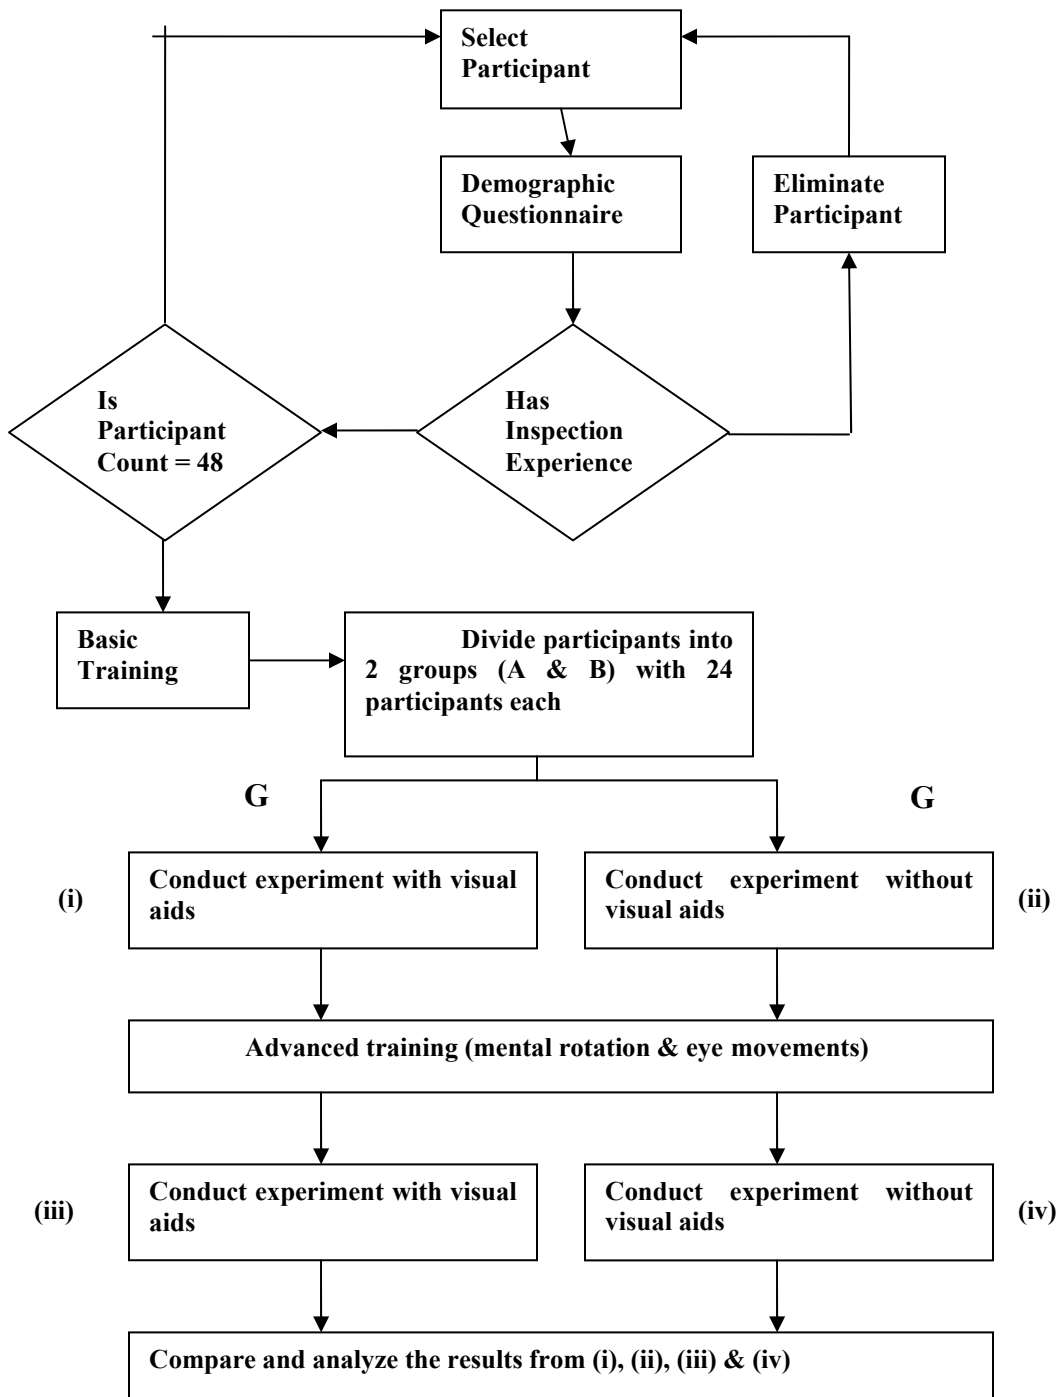 Select
Participant
Demographic
Questionnaire
Eliminate
Participant
Is
Participant
Count = 48
Has
Inspection
Experience
Basic
Training
Divide participants into
2 groups (A & B) with 24
participants each
G
G
(i)
Conduct experiment with visual
aids
Conduct experiment without
visual aids
(ii)
Advanced training (mental rotation & eye movements)
(iii)
Conduct experiment with visual
aids
Conduct experiment without
visual aids
(iv)
Compare and analyze the results from (i), (ii), (iii) & (iv)